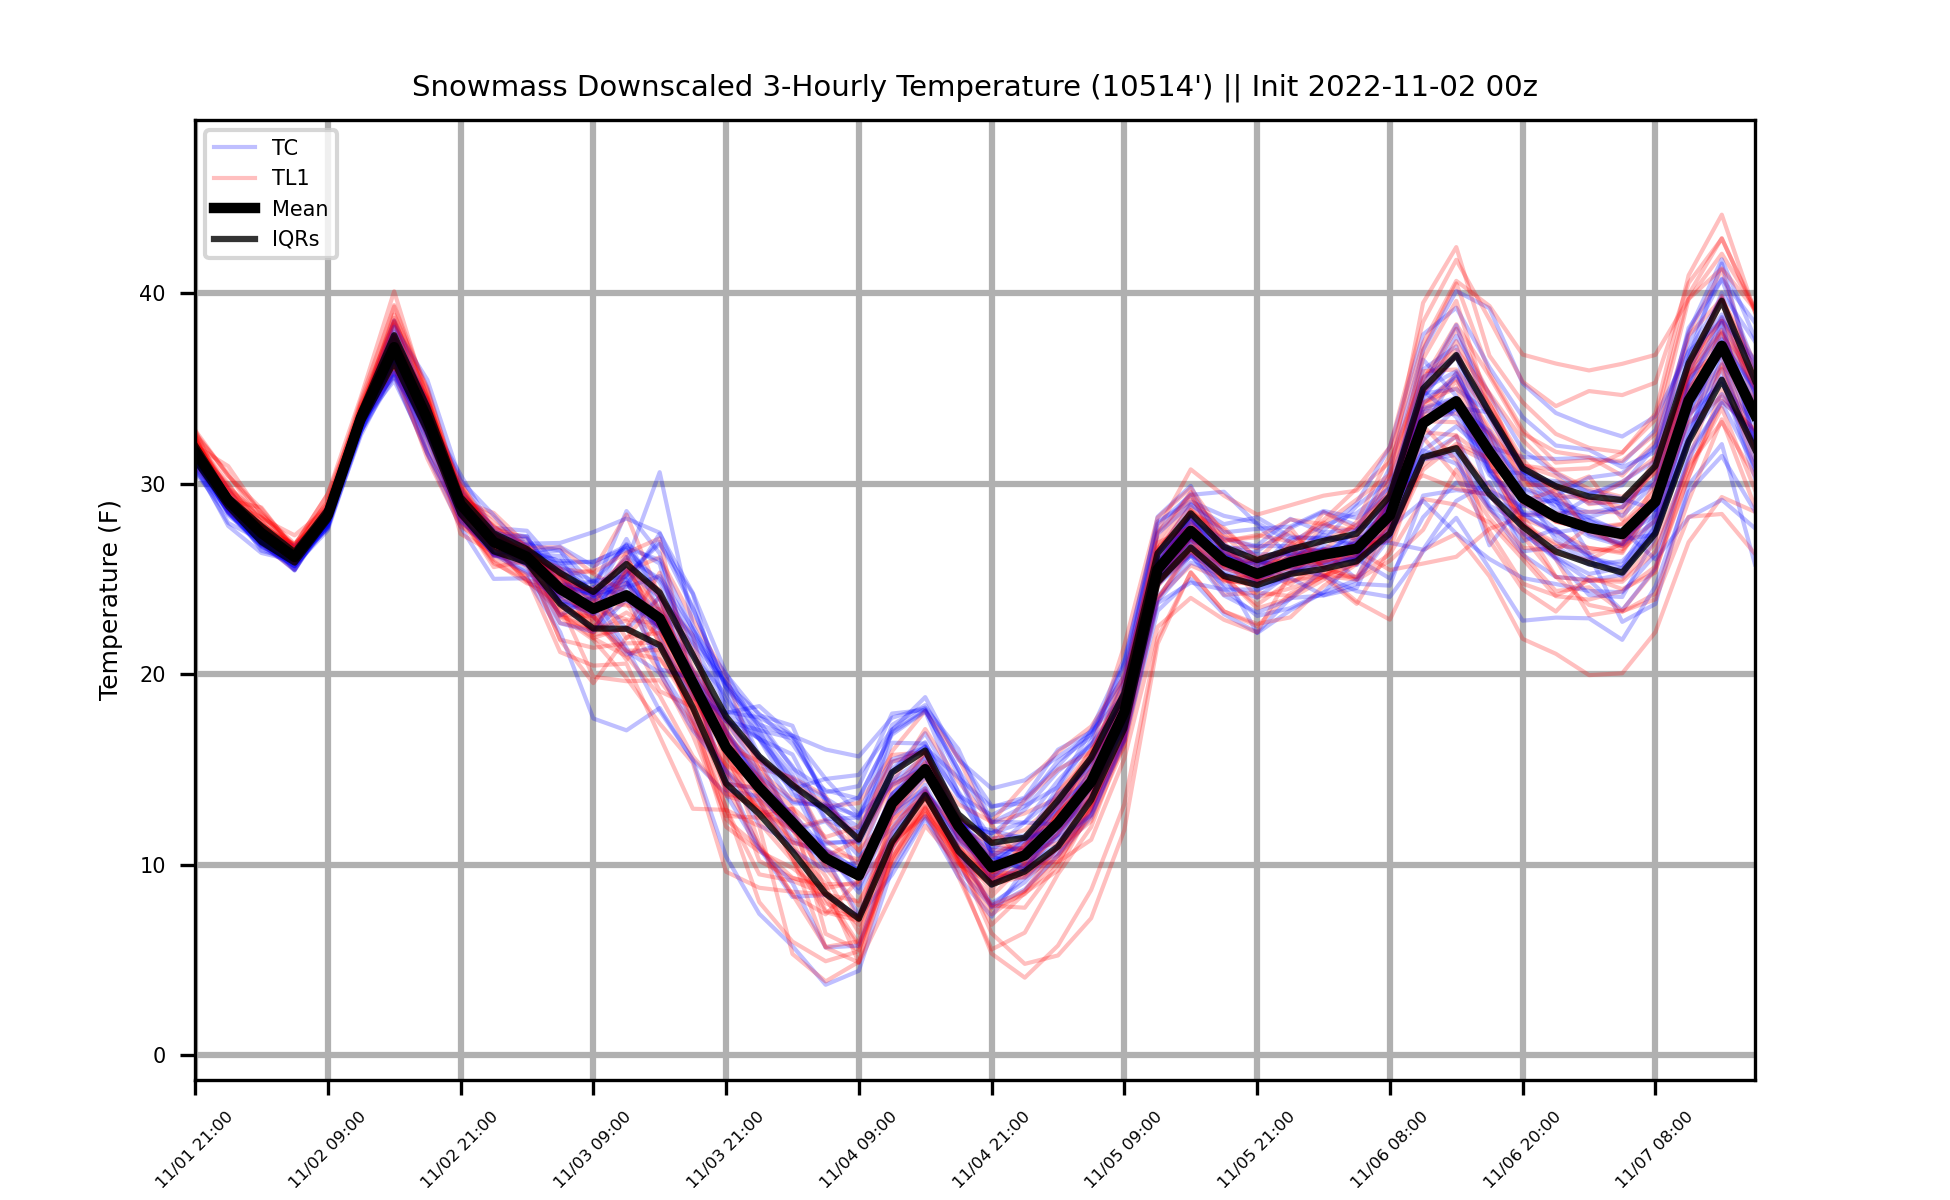 Snowmass Downscaled 3-Hourly Temperature (10514') || Init 2022-11-02 00z
TC
TL1
Mean
IQRs
Temperature (F)
40
30
20
10
0
11/01 21:00
11/02 09:00
11/02 21:00
11/03 09:00
11/03 21:00
11/04 09:00
11/04 21:00
11/05 09:00
11/05 21:00
11/06 08:00
11/06 20:00
11/07 08:00